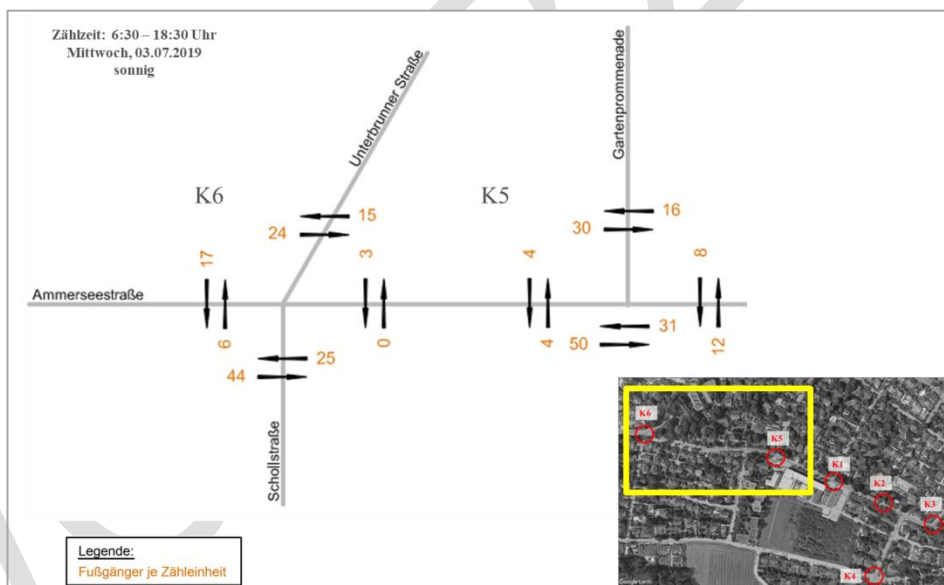 Zählzeit: 6:30 – 18:30 Uhr
Mittwoch, 03.07.2019
sonnig
Unterbrunner Straße
Gartenpromenade
K6
K5
15
24
16
30
17
3
4
8
Ammerseestraße
6
0
4
12
25
44
31
50
Schollstraße
K6
K5
K1
K2
K3
K4
Google Earth
Legende:
Fußgänger je Zähleinheit